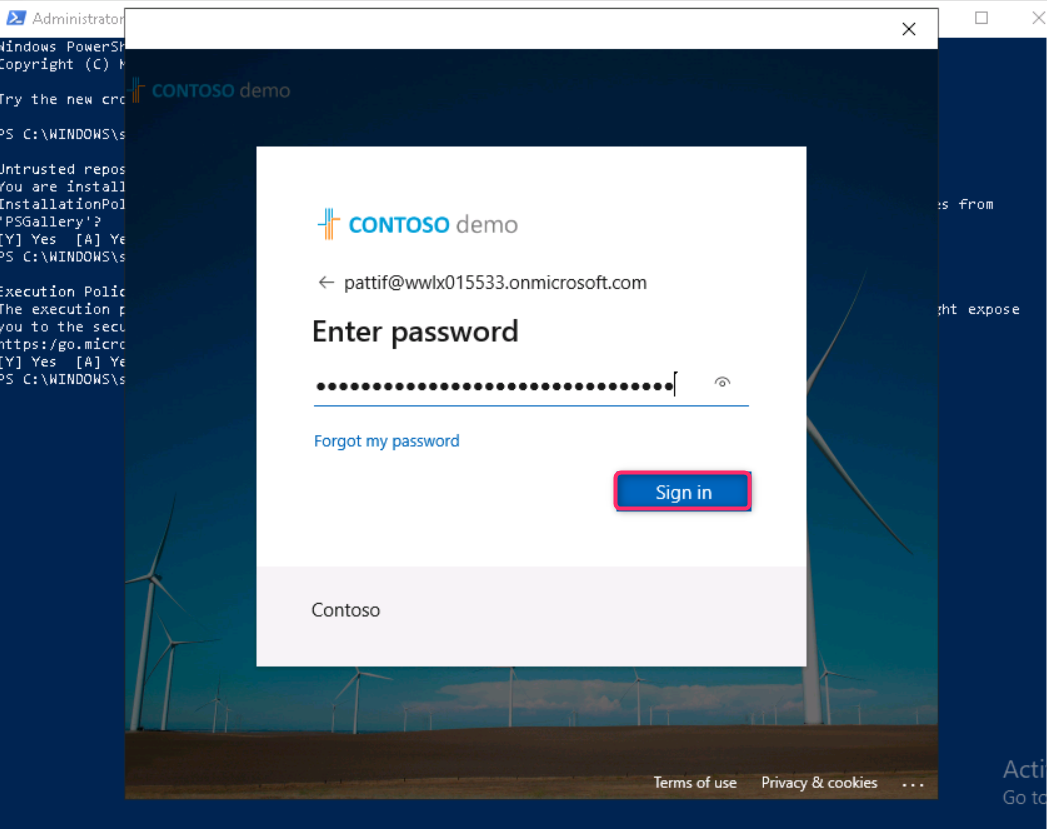 Administrator
Windows PowerSh
Copyright (C) M
Try the new cro
PS C:\WINDOWS\s
Untrusted repos
You are install
InstallationPol es from
'PSGallery'?
[Y] Yes [A] Ye
PS C:\WINDOWS\s
Execution Polic
The execution p ght expose
you to the secu
https:/go.micro
[Y] Yes [A] Ye
PS C:\WINDOWS\s
CONTOSO demo
CONTOSO demo
pattif@wwlx015533.onmicrosoft.com
Enter password
Forgot my password
Sign in
Contoso
Terms of use Privacy & cookies ...
Acti
Go to